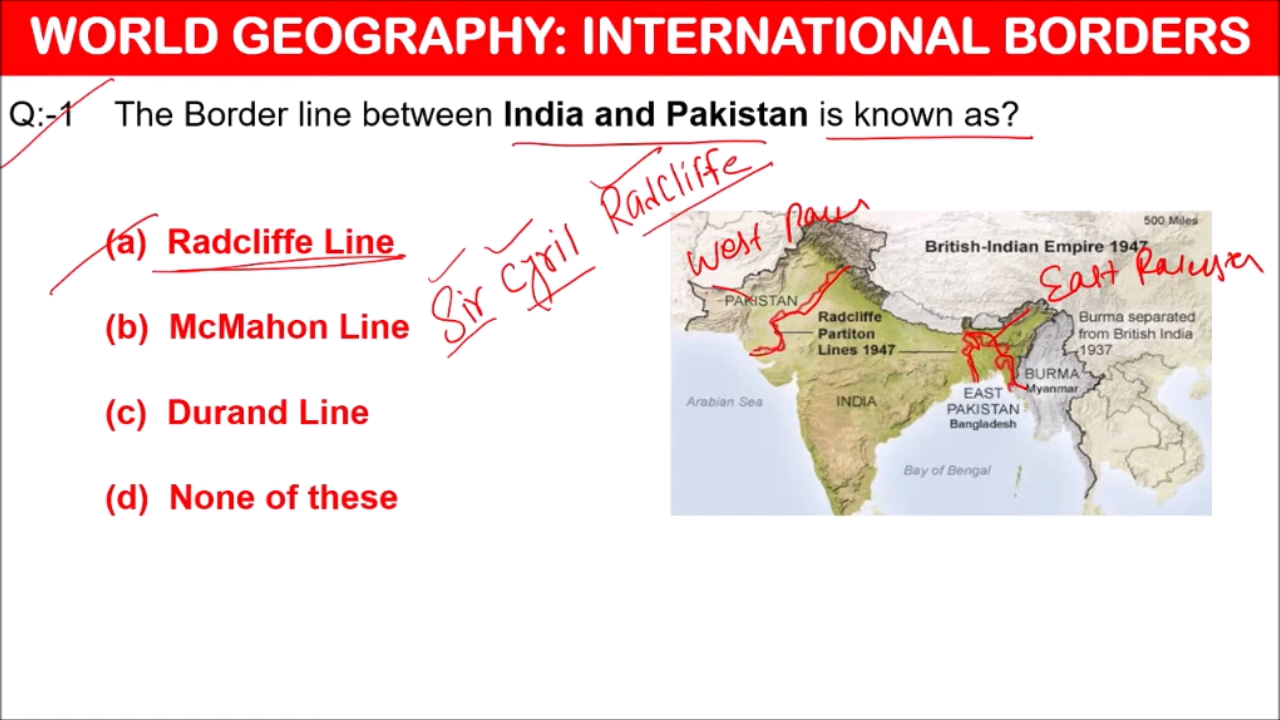 WORLD GEOGRAPHY: INTERNATIONAL BORDERS
Q:-1 The Border line between India and Pakistan is known as?
(a) Radcliffe Line
(b) McMahon Line
(c) Durand Line
(d) None of these
Sir Cyril Radcliffe
West
East
500 Miles
British-Indian Empire 1947
PAKISTAN
Radcliffe
Partiton
Lines 1947
Burma separated
from British India
1937
BURMA
Myanmar
Arabian Sea
INDIA
EAST
PAKISTAN
Bangladesh
Bay of Bengal